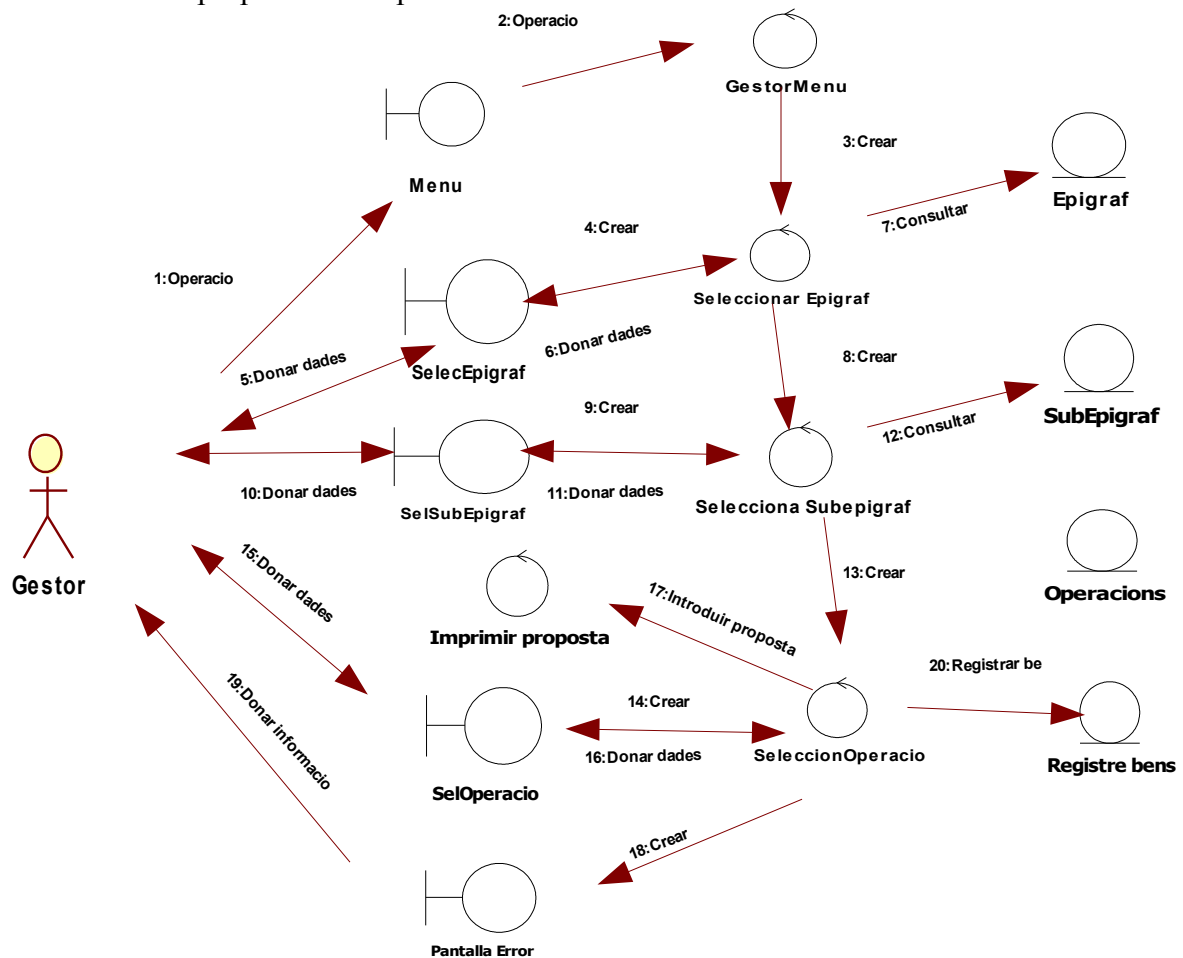 2:Operacio
GestorMenu
3:Crear
Menu
Epigraf
7:Consultar
4:Crear
1:Operacio
Seleccionar Epigraf
6:Donar dades
5:Donar dades
SelecEpigraf
8:Crear
9:Crear
SubEpigraf
12:Consultar
10:Donar dades
11:Donar dades
SelSubEpigraf
Selecciona Subepigraf
15:Donar dades
13:Crear
Gestor
Operacions
17:Introduir proposta
Imprimir proposta
20:Registrar be
19:Donar informacio
14:Crear
16:Donar dades
SeleccionOperacio
Registre bens
SelOperacio
18:Crear
Pantalla Error